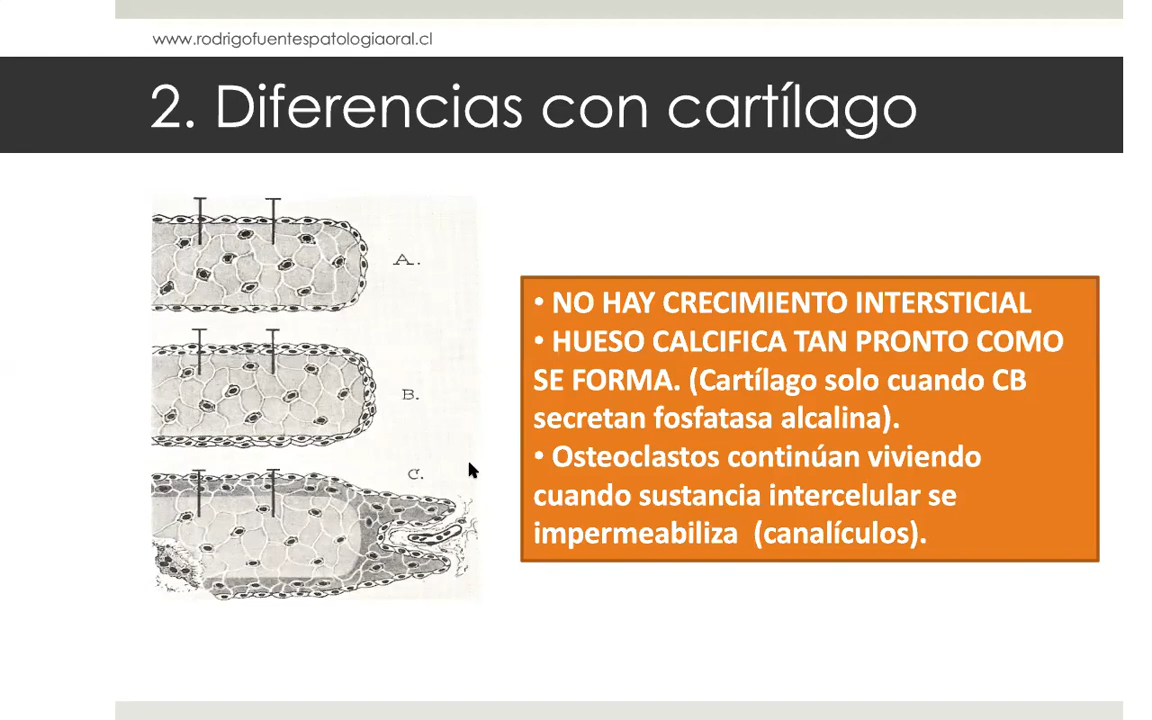 www.rodrigofuentespatologiaoral.cl
2. Diferencias con cartílago
A.
B.
C.
• NO HAY CRECIMIENTO INTERSTICIAL
• HUESO CALCIFICA TAN PRONTO COMO
SE FORMA. (Cartílago solo cuando CB
secretan fosfatasa alcalina).
• Osteoclastos continúan viviendo
cuando sustancia intercelular se
impermeabiliza (canalículos).